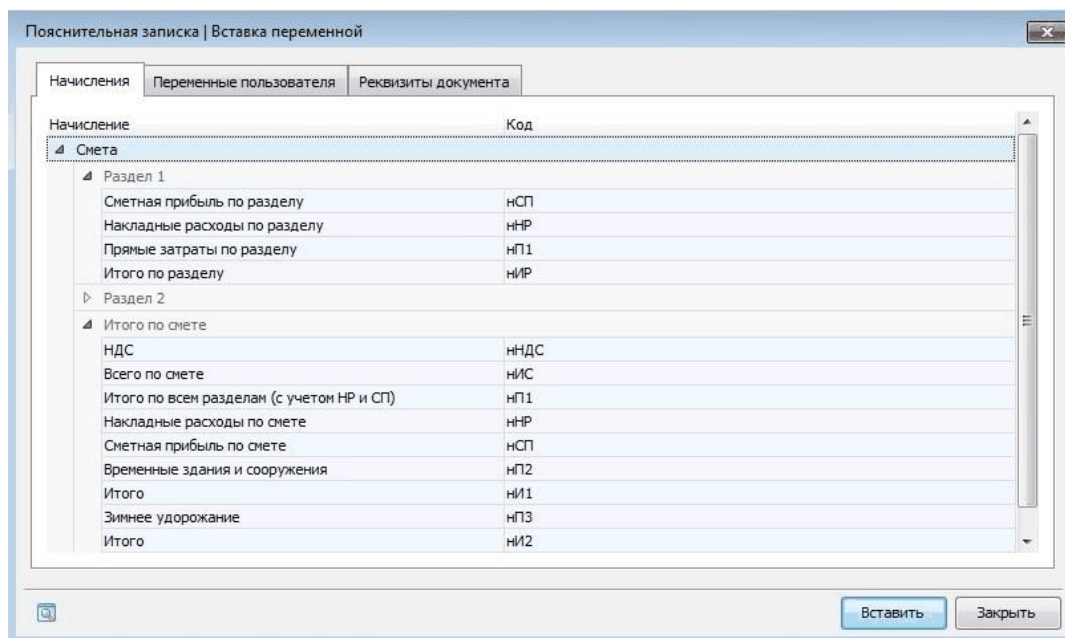 Пояснительная записка | Вставка переменной
Начисления Переменные пользователя Реквизиты документа
Начисление Код
Смета
Раздел 1
Сметная прибыль по разделу нСП
Накладные расходы по разделу нНР
Прямые затраты по разделу нП1
Итого по разделу нИР
Раздел 2
Итого по смете
НДС нНДС
Всего по смете нИС
Итого по всем разделам (с учетом НР и СП) нП1
Накладные расходы по смете нНР
Сметная прибыль по смете нСП
Временные здания и сооружения нП2
Итого нИ1
Зимнее удорожание нП3
Итого нИ2
Вставить Закрыть